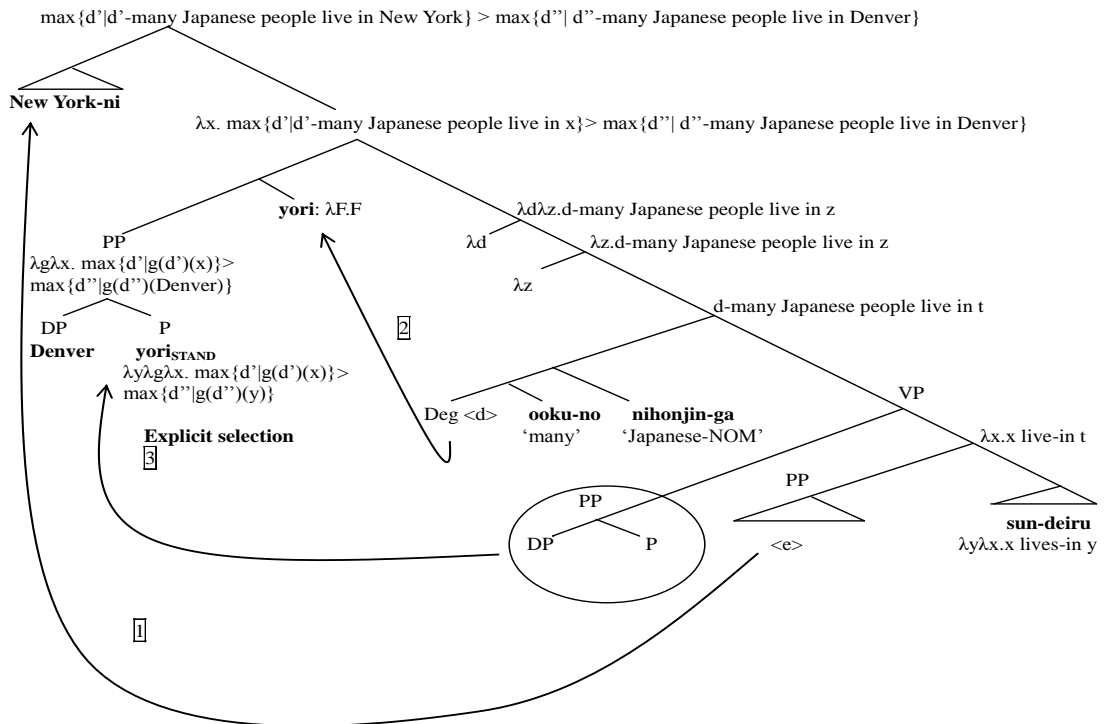 max{d'|d'-many Japanese people live in New York} > max{d’’| d’’-many Japanese people live in Denver}
New York-ni
λx. max{d'|d’-many Japanese people live in x}> max{d’’| d’’-many Japanese people live in Denver}
yori: λF.F
λdλz.d-many Japanese people live in z
PP
λd
λz.d-many Japanese people live in z
λgλx. max{d'|g(d’)(x)}>
max{d’’|g(d’’)(Denver)}
λz
d-many Japanese people live in t
DP
P
2
Denver
yoriSTAND
λyλgλx. max{d'|g(d’)(x)}>
max{d’’|g(d’’)(y)}
VP
Deg <d>
ooku-no
nihonjin-ga
‘many’
‘Japanese-NOM’
Explicit selection
λx.x live-in t
3
PP
PP
sun-deiru
DP
P
<e>
λyλx.x lives-in y
1